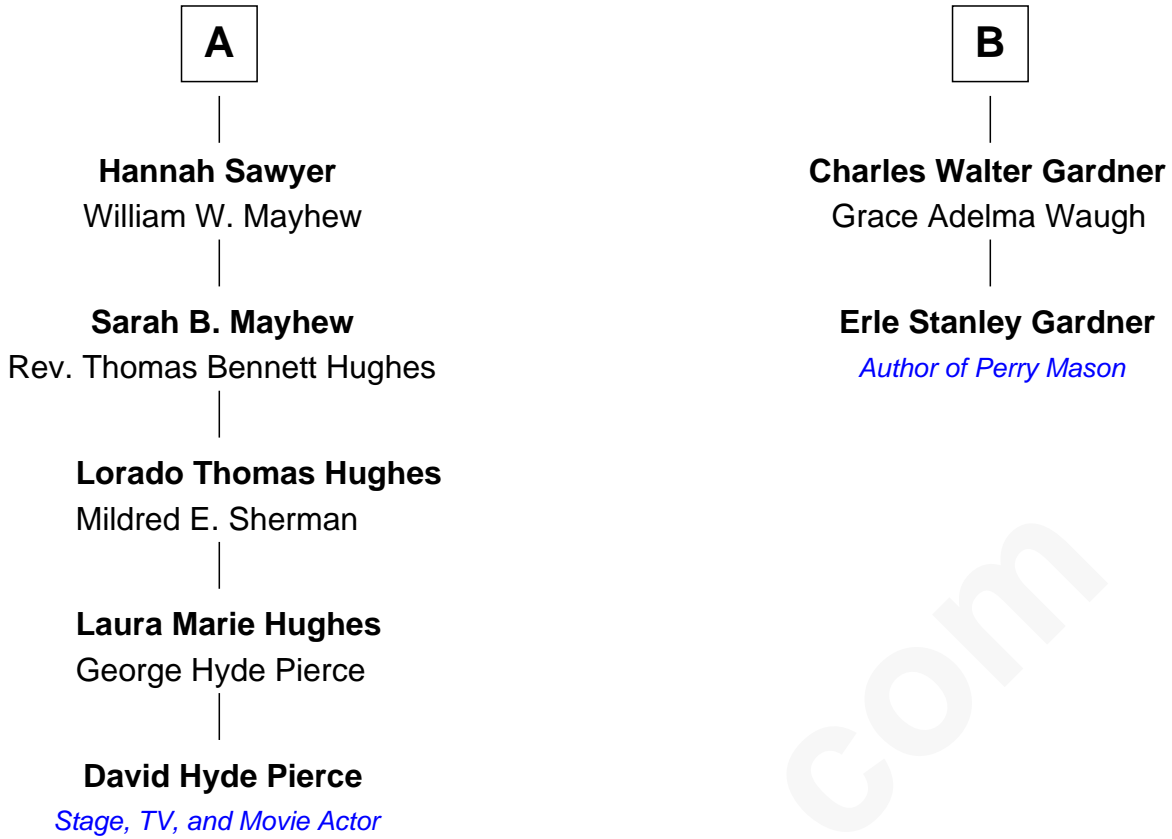 A
Hannah Sawyer
William W. Mayhew
Sarah B. Mayhew
Rev. Thomas Bennett Hughes
Lorado Thomas Hughes
Mildred E. Sherman
Laura Marie Hughes
George Hyde Pierce
David Hyde Pierce
Stage, TV, and Movie Actor
B
Charles Walter Gardner
Grace Adelma Waugh
Erle Stanley Gardner
Author of Perry Mason
com